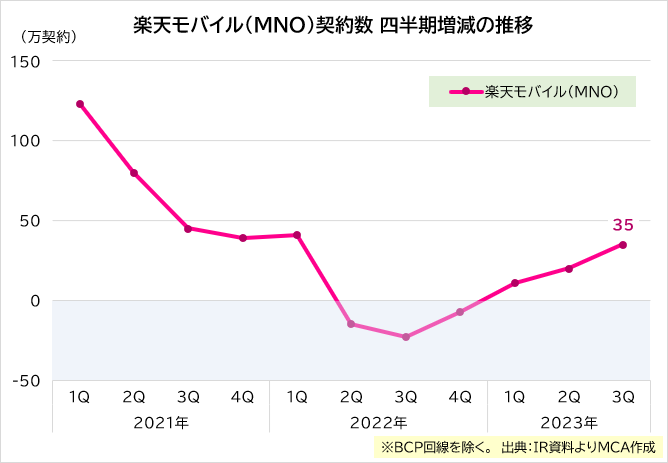 楽天モバイル（MNO）契約数 四半期増減の推移
（万契約）
150
100
50
0
-50
楽天モバイル（MNO）
35
1Q 2Q 3Q 4Q 1Q 2Q 3Q 4Q 1Q 2Q 3Q
2021年 2022年 2023年
※BCP回線を除く。 出典：IR資料よりMCA作成